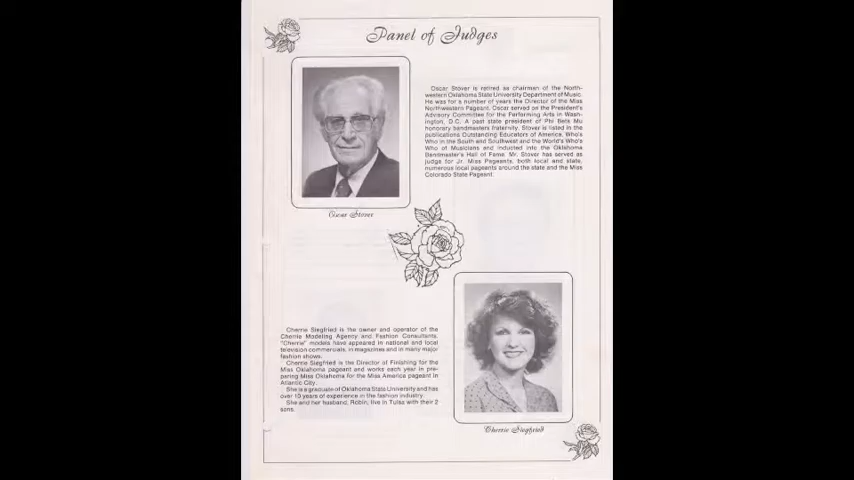 Panel of Judges
Oscar Stover is retired as chairman of the North-
western Oklahoma State University Department of Music.
He was for a number of years the Director of the Miss
Northwestern Pageant. Oscar served on the President's
Advisory Committee for the Performing Arts in Wash-
ington, D.C. A past state president of Phi Beta Mu
honorary bandmasters fraternity, Stover is listed in the
publications Outstanding Educators of America, Who's
Who in the South and Southwest and the World's Who's
Who of Musicians and inducted into the Oklahoma
Bandmaster's Hall of Fame. Mr. Stover has served as
judge for Jr. Miss Pageants, both local and state,
numerous local pageants around the state and the Miss
Colorado State Pageant.
Oscar Stover
Cherrie Siegfried is the owner and operator of the
Cherrie Modeling Agency and Fashion Consultants.
"Cherrie" models have appeared in national and local
television commercials, in magazines and in many major
fashion shows.
Cherrie Siegfried is the Director of Finishing for the
Miss Oklahoma pageant and works each year in pre-
paring Miss Oklahoma for the Miss America pageant in
Atlantic City.
She is a graduate of Oklahoma State University and has
over 10 years of experience in the fashion industry.
She and her husband, Robin, live in Tulsa with their 2
sons.
Cherrie Siegfried